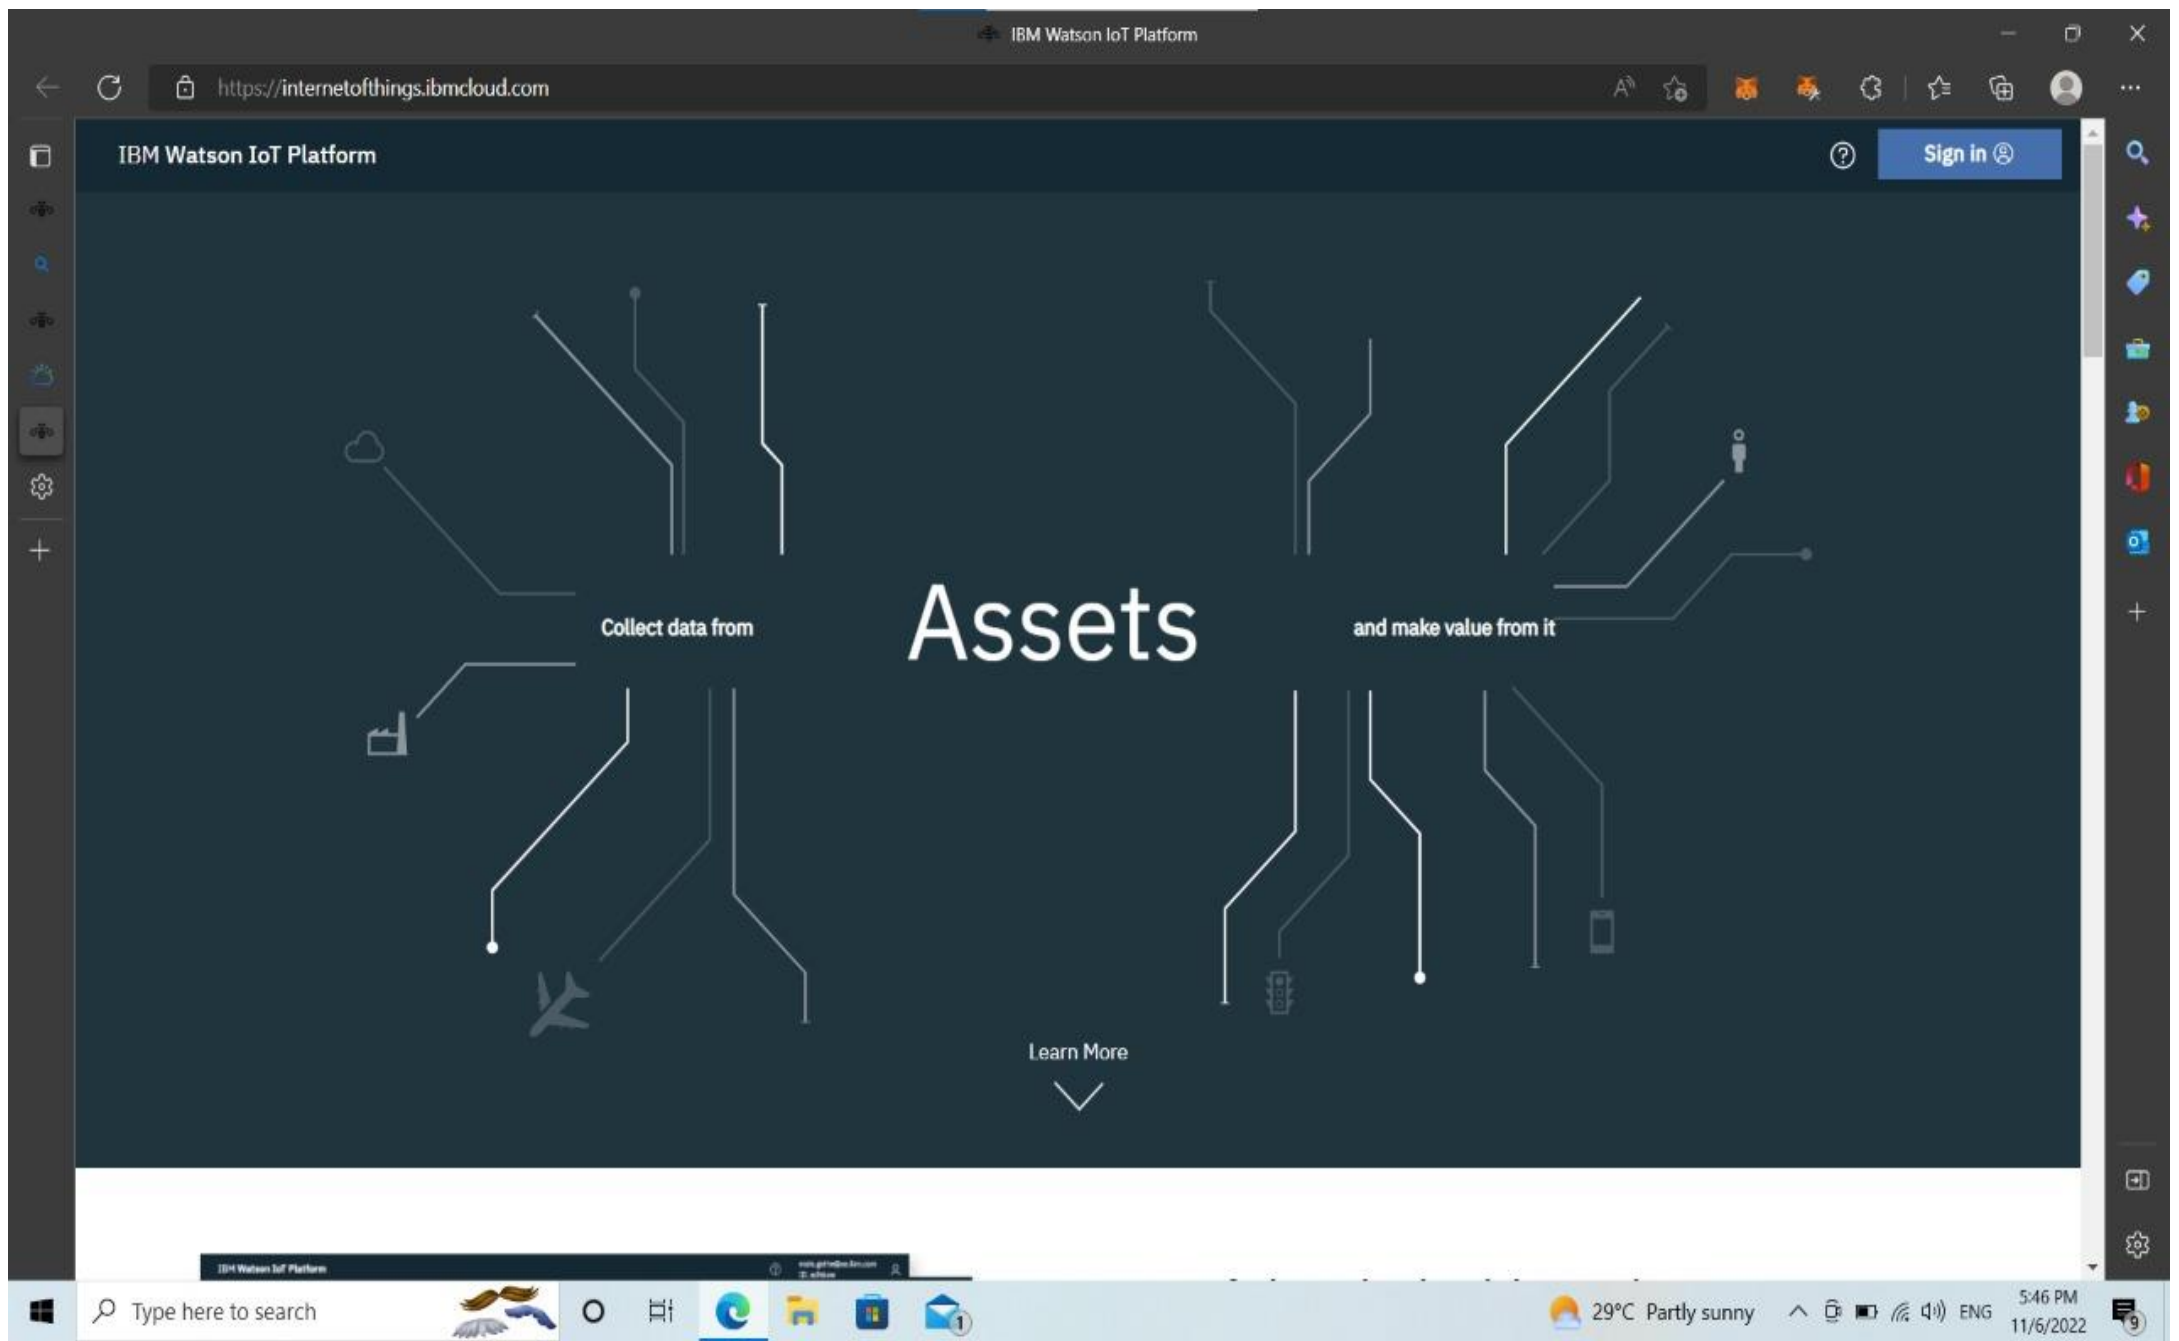 IBM Watson IoT Platform
https://internetofthings.ibmcloud.com
IBM Watson IoT Platform
Sign in
Collect data from
Assets
and make value from it
Learn More
IBM Watson IoT Platform
Type here to search
1
29°C Partly sunny
ENG
5:46 PM
11/6/2022
9